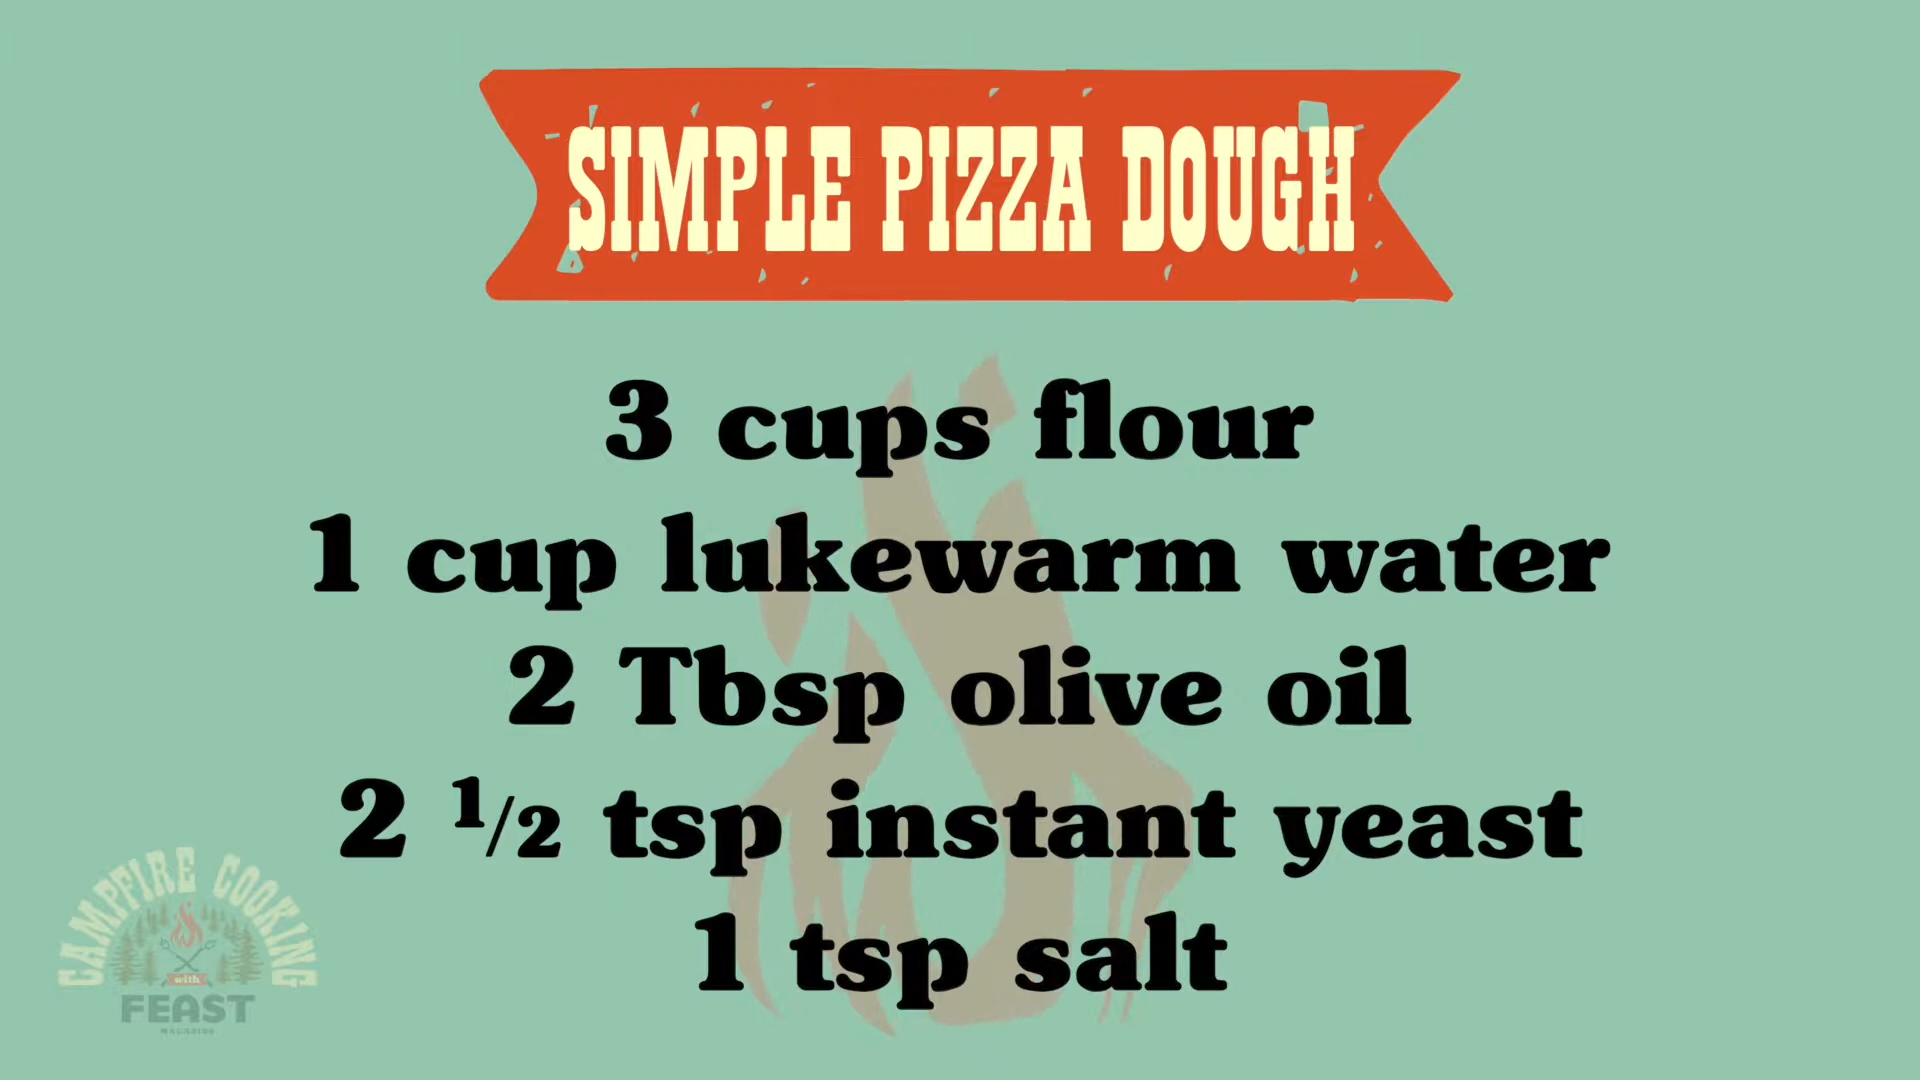 SIMPLE PIZZA DOUGH
3 cups flour
1 cup lukewarm water
2 Tbsp olive oil
2 1/2 tsp instant yeast
1 tsp salt
CAMPFIRE COOKING
with
FEAST
MAGAZINE